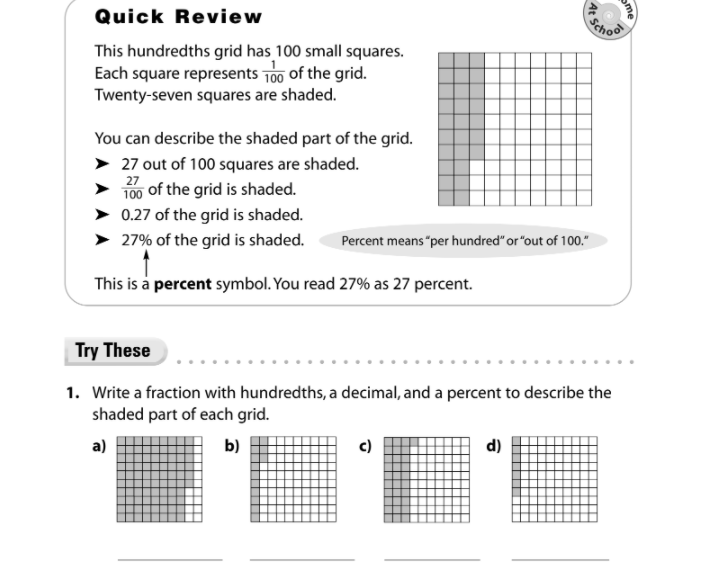 Quick Review
ome
At School
This hundredths grid has 100 small squares.
Each square represents 1/100 of the grid.
Twenty-seven squares are shaded.
You can describe the shaded part of the grid.
➤ 27 out of 100 squares are shaded.
➤ 27/100 of the grid is shaded.
➤ 0.27 of the grid is shaded.
➤ 27% of the grid is shaded.
Percent means “per hundred” or “out of 100.”
This is a percent symbol. You read 27% as 27 percent.
Try These
1. Write a fraction with hundredths, a decimal, and a percent to describe the
shaded part of each grid.
a) b) c) d)